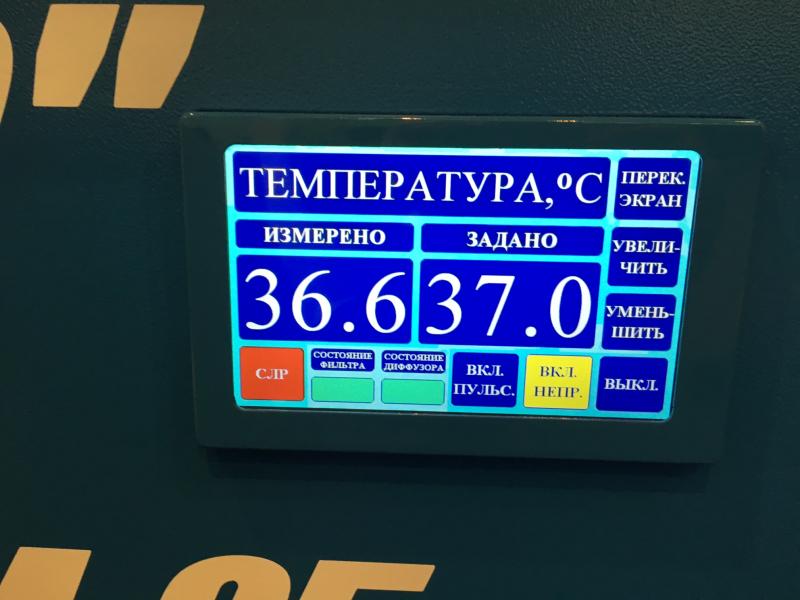 ТЕМПЕРАТУРА,ºС
ПЕРЕК.
ЭКРАН
ИЗМЕРЕНО
ЗАДАНО
УВЕЛИ-
ЧИТЬ
36.6
37.0
УМЕНЬ-
ШИТЬ
СЛР
СОСТОЯНИЕ
ФИЛЬТРА
СОСТОЯНИЕ
ДИФФУЗОРА
ВКЛ.
ПУЛЬС.
ВКЛ.
НЕПР.
ВЫКЛ.